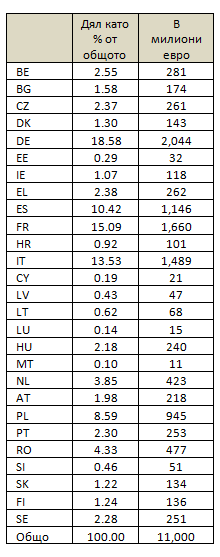 Дял като % от общото В милиони евро
BE 2.55 281
BG 1.58 174
CZ 2.37 261
DK 1.30 143
DE 18.58 2,044
EE 0.29 32
IE 1.07 118
EL 2.38 262
ES 10.42 1,146
FR 15.09 1,660
HR 0.92 101
IT 13.53 1,489
CY 0.19 21
LV 0.43 47
LT 0.62 68
LU 0.14 15
HU 2.18 240
MT 0.10 11
NL 3.85 423
AT 1.98 218
PL 8.59 945
PT 2.30 253
RO 4.33 477
SI 0.46 51
SK 1.22 134
FI 1.24 136
SE 2.28 251
Общо 100.00 11,000